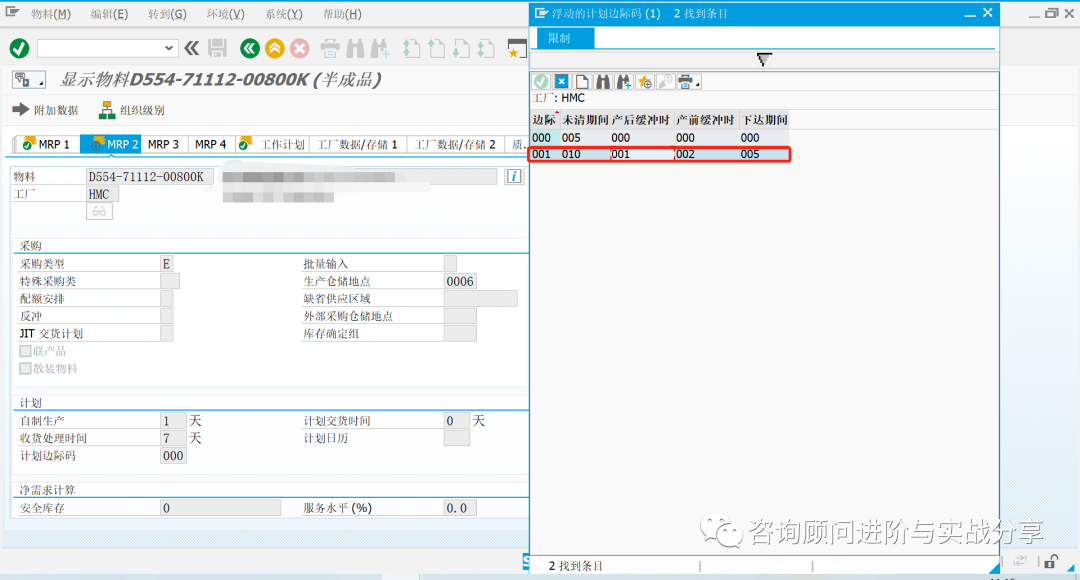 物料(M) 编辑(E) 转到(G) 环境(V) 系统(Y) 帮助(H)
显示物料D554-71112-00800K (半成品)
附加数据 组织级别
MRP 1 MRP 2 MRP 3 MRP 4 工作计划 工厂数据/存储 1 工厂数据/存储 2 质..
物料 D554-71112-00800K
工厂 HMC
采购
采购类型 E 批量输入
特殊采购类 生产仓储地点 0006
配额安排 缺省供应区域
反冲 外部采购仓储地点
JIT 交货计划 库存确定组
联产品
散装物料
计划
自制生产 1 天 计划交货时间 0 天
收货处理时间 7 天 计划日历
计划边际码 000
净需求计算
安全库存 0 服务水平 (%) 0.0
浮动的计划边际码 (1) 2 找到条目
限制
工厂: HMC
边际 未清期间 产后缓冲时 产前缓冲时 下达期间
000 005 000 000 000
001 010 001 002 005
2 找到条目
咨询顾问进阶与实战分享